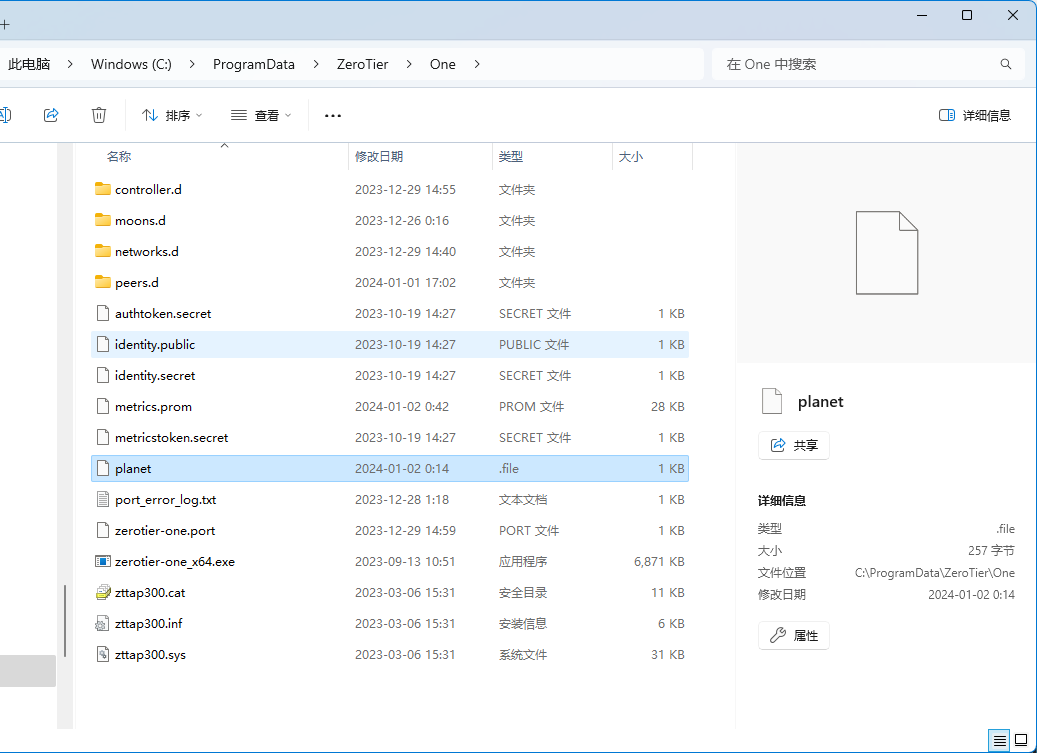 此电脑 > Windows (C:) > ProgramData > ZeroTier > One >
在 One 中搜索
排序 查看 ... 详细信息
名称 修改日期 类型 大小
controller.d 2023-12-29 14:55 文件夹
moons.d 2023-12-26 0:16 文件夹
networks.d 2023-12-29 14:40 文件夹
peers.d 2024-01-01 17:02 文件夹
authtoken.secret 2023-10-19 14:27 SECRET 文件 1 KB
identity.public 2023-10-19 14:27 PUBLIC 文件 1 KB
identity.secret 2023-10-19 14:27 SECRET 文件 1 KB
metrics.prom 2024-01-02 0:42 PROM 文件 28 KB
metricstoken.secret 2023-10-19 14:27 SECRET 文件 1 KB
planet 2024-01-02 0:14 .file 1 KB
port_error_log.txt 2023-12-28 1:18 文本文档 1 KB
zerotier-one.port 2023-12-29 14:59 PORT 文件 1 KB
zerotier-one_x64.exe 2023-09-13 10:51 应用程序 6,871 KB
zttap300.cat 2023-03-06 15:31 安全目录 11 KB
zttap300.inf 2023-03-06 15:31 安装信息 6 KB
zttap300.sys 2023-03-06 15:31 系统文件 31 KB
planet
共享
详细信息
类型 .file
大小 257 字节
文件位置 C:\ProgramData\ZeroTier\One
修改日期 2024-01-02 0:14
属性